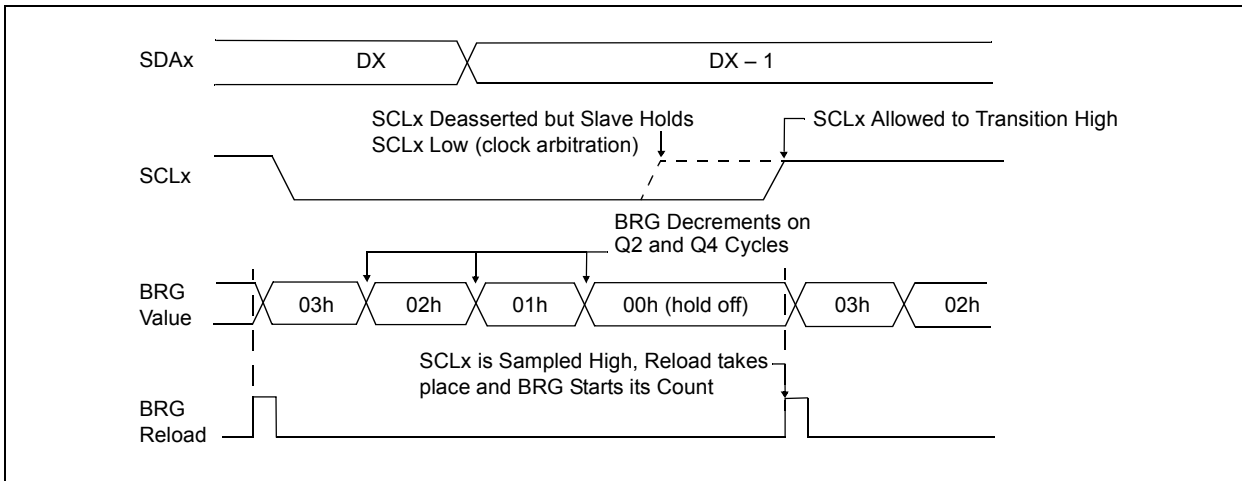 SDAx
DX
DX – 1
SCLx Deasserted but Slave Holds
SCLx Low (clock arbitration)
SCLx Allowed to Transition High
SCLx
BRG Decrements on
Q2 and Q4 Cycles
BRG
Value
03h
02h
01h
00h (hold off)
03h
02h
SCLx is Sampled High, Reload takes
place and BRG Starts its Count
BRG
Reload